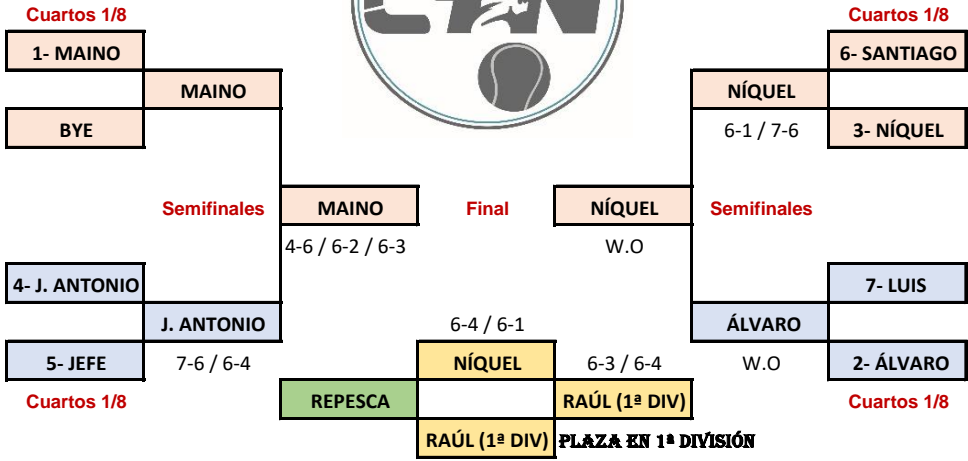 Cuartos 1/8
Cuartos 1/8
1- MAINO
6- SANTIAGO
MAINO
NÍQUEL
BYE
6-1 / 7-6
3- NÍQUEL
Semifinales
MAINO
Final
NÍQUEL
Semifinales
4-6 / 6-2 / 6-3
W.O
4- J. ANTONIO
7- LUIS
J. ANTONIO
6-4 / 6-1
ÁLVARO
5- JEFE
7-6 / 6-4
NÍQUEL
6-3 / 6-4
W.O
2- ÁLVARO
Cuartos 1/8
REPESCA
RAÚL (1ª DIV)
Cuartos 1/8
RAÚL (1ª DIV)
PLAZA EN 1ª DIVISIÓN